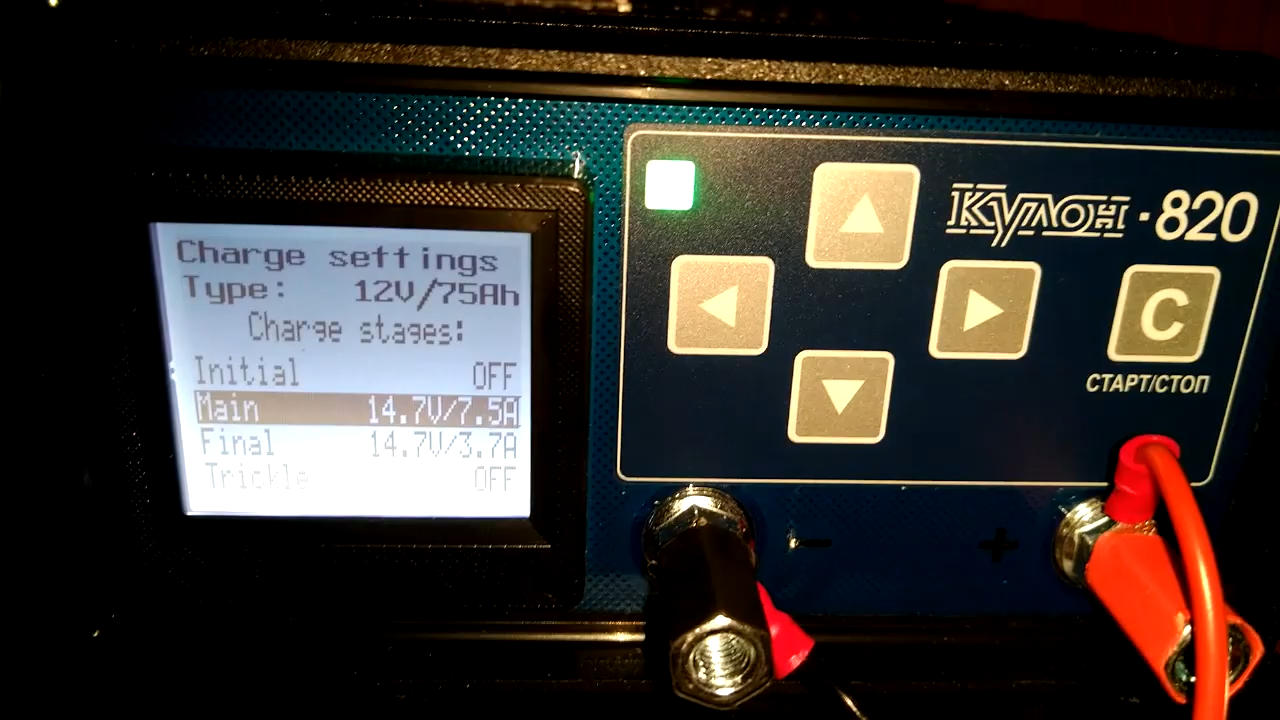 Charge settings
Type: 12V/75Ah
Charge stages:
Initial OFF
Main 14.7V/7.5A
Final 14.7V/3.7A
Trickle OFF
КУЛОН-820
C
СТАРТ/СТОП
- +